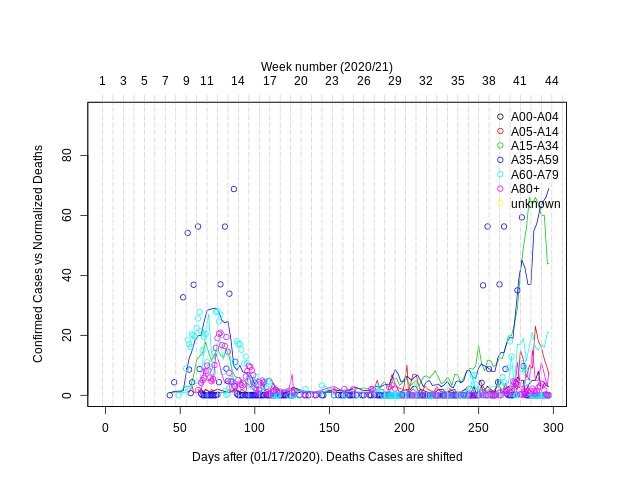 Week number (2020/21)
1 3 5 7 9 11 14 17 20 23 26 29 32 35 38 41 44
A00-A04
A05-A14
A15-A34
A35-A59
A60-A79
A80+
unknown
Confirmed Cases vs Normalized Deaths
80
60
40
20
0
0 50 100 150 200 250 300
Days after (01/17/2020). Deaths Cases are shifted